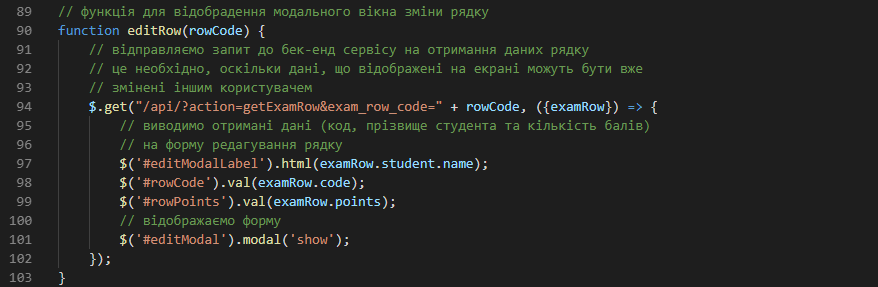 89 // функція для відобрадення модального вікна зміни рядку
90 function editRow(rowCode) {
91 // відправляємо запит до бек-енд сервісу на отримання даних рядку
92 // це необхідно, оскільки дані, що відображені на екрані можуть бути вже
93 // змінені іншим користувачем
94 $.get("/api/?action=getExamRow&exam_row_code=" + rowCode, ({examRow}) => {
95 // виводимо отримані дані (код, прізвище студента та кількість балів)
96 // на форму редагування рядку
97 $('#editModalLabel').html(examRow.student.name);
98 $('#rowCode').val(examRow.code);
99 $('#rowPoints').val(examRow.points);
100 // відображаємо форму
101 $('#editModal').modal('show');
102 });
103 }